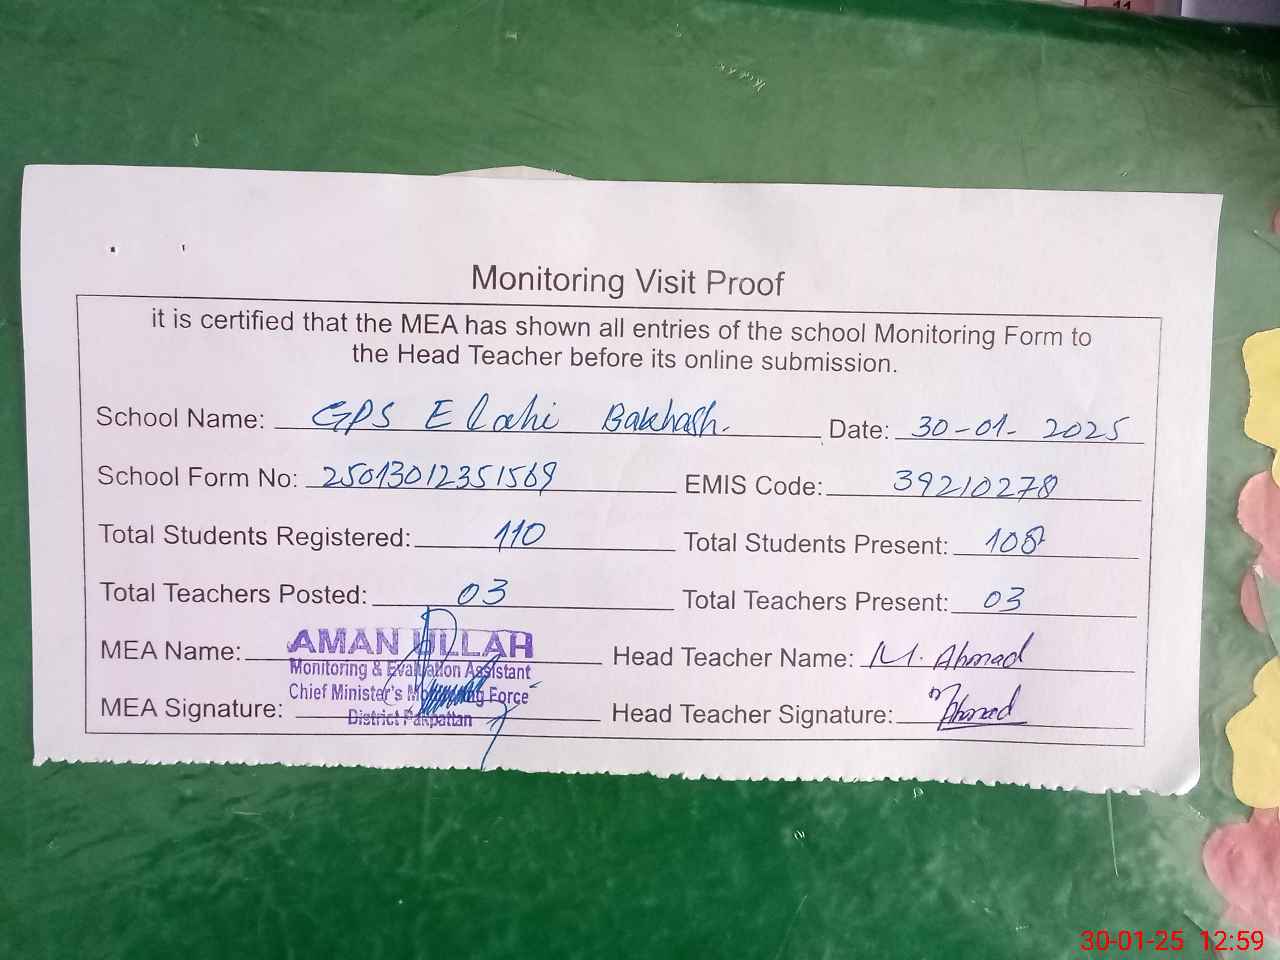 11
Monitoring Visit Proof
it is certified that the MEA has shown all entries of the school Monitoring Form to
the Head Teacher before its online submission.
School Name: GPS Elahi Bakhash. Date: 30-01-2025
School Form No: 25013012351569 EMIS Code: 39210278
Total Students Registered: 110 Total Students Present: 108
Total Teachers Posted: 03 Total Teachers Present: 03
MEA Name: AMAN ULLAH Head Teacher Name: M. Ahmad
Monitoring & Evaluation Assistant
Chief Minister's Monitoring Force
MEA Signature: District Pakpattan Head Teacher Signature: M Ahmad
30-01-25 12:59